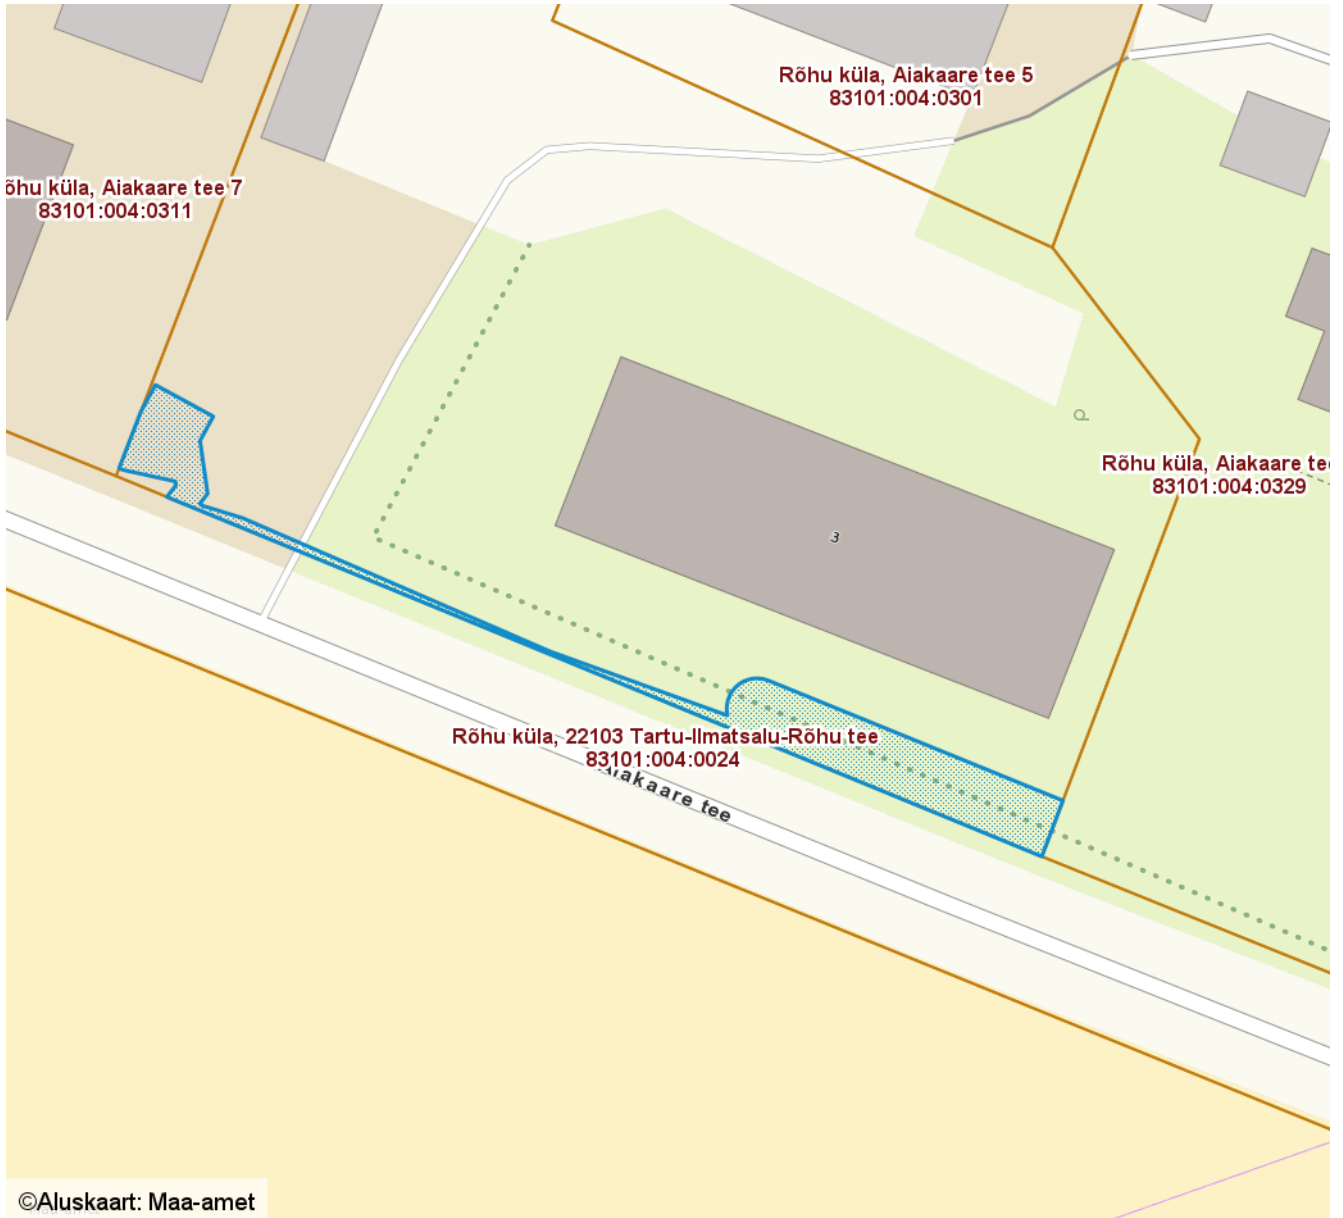 Rõhu küla, Aiakaare tee 5
83101:004:0301
õhu küla, Aiakaare tee 7
83101:004:0311
Rõhu küla, Aiakaare tee
83101:004:0329
3
Rõhu küla, 22103 Tartu-Ilmatsalu-Rõhu tee
83101:004:0024
Aiakaare tee
©Aluskaart: Maa-amet